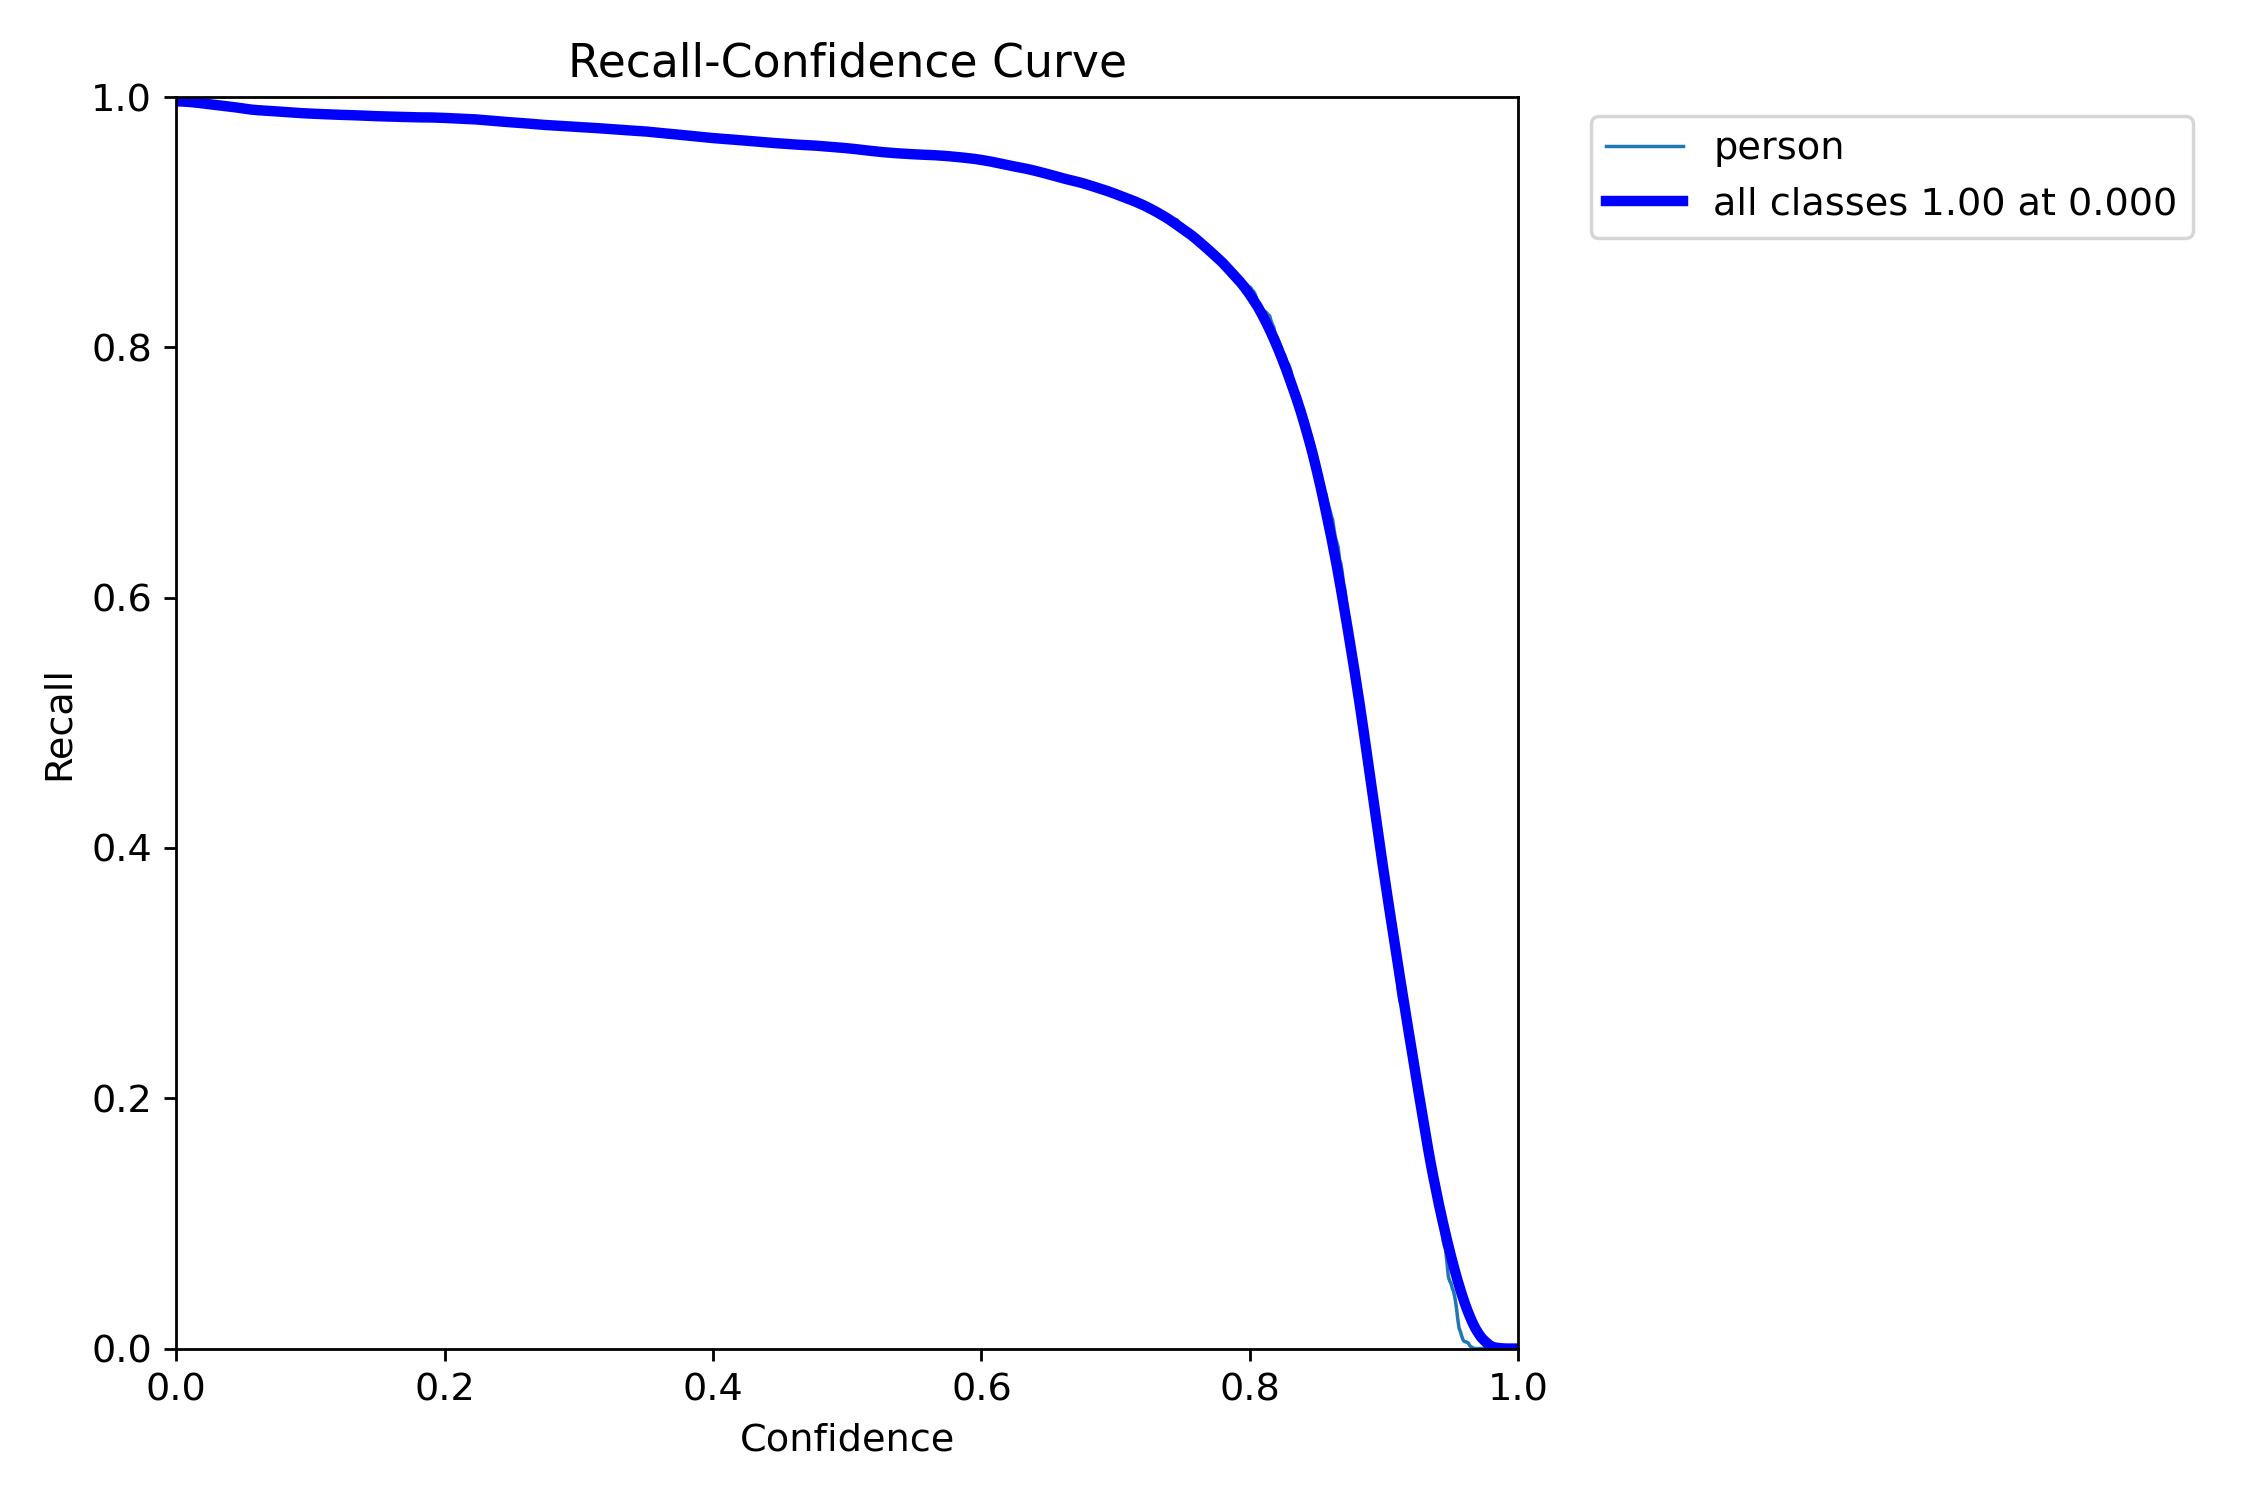 Recall-Confidence Curve
1.0
0.8
0.6
0.4
0.2
0.0
Recall
0.0 0.2 0.4 0.6 0.8 1.0
Confidence
person
all classes 1.00 at 0.000